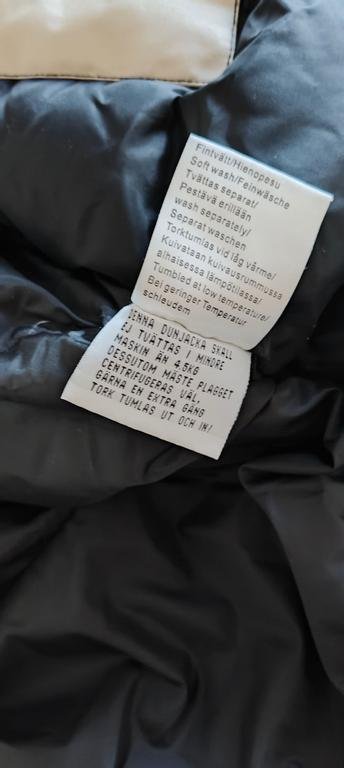 Fintvätt/Hienopesu
Soft wash/Feinwäsche
Tvättas separat/
Pestävä erillään
wash separately/
Separat waschen
Torktumlas vid låg värme/
Kuivataan kuivausrummussa
alhaisessa lämpötilassa/
Tumbled at low temperature/
Bei geringer Temperatur
schleudern
DENNA DUNJACKA SKALL
EJ TVÄTTAS I MINDRE
MASKIN ÄN 4.5KG
DESSUTOM MÅSTE PLAGGET
CENTRIFUGERAS VÄL,
GÄRNA EN EXTRA GÅNG
TORK TUMLAS UT OCH IN!